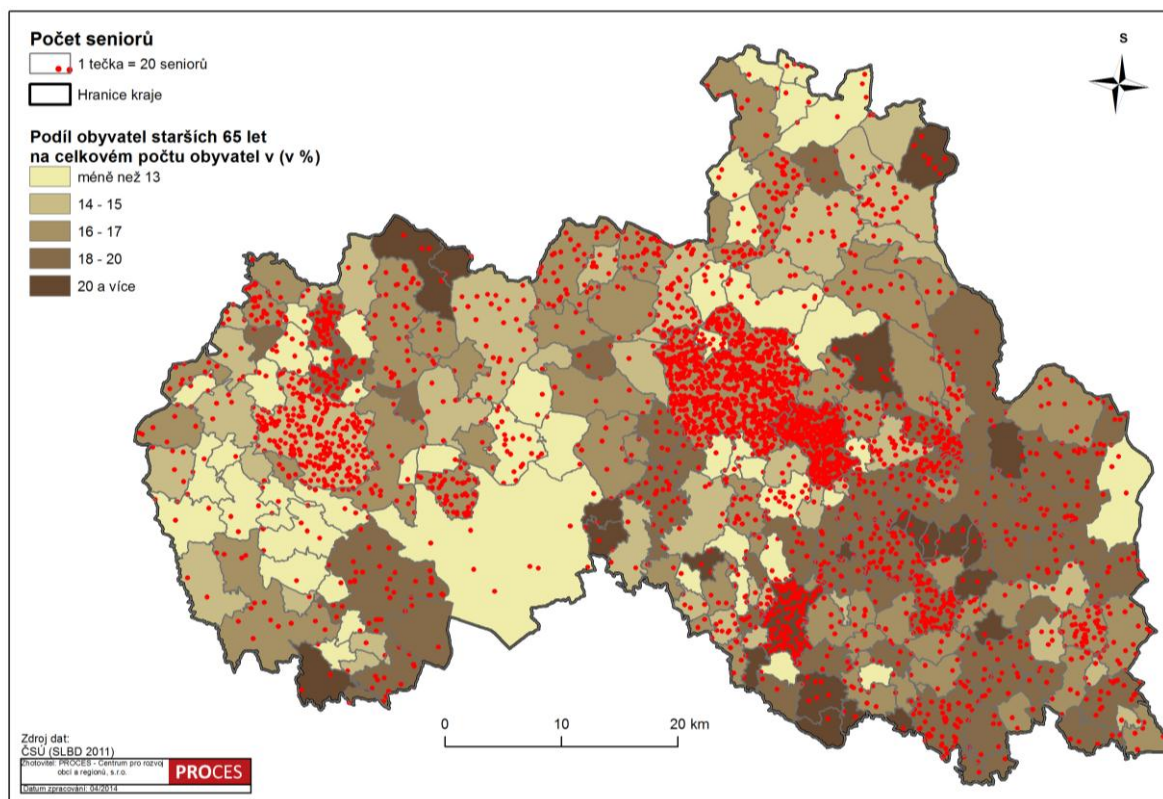 Počet seniorů
1 tečka = 20 seniorů
Hranice kraje
Podíl obyvatel starších 65 let
na celkovém počtu obyvatel v (v %)
méně než 13
14 - 15
16 - 17
18 - 20
20 a více
S
0 10 20 km
Zdroj dat:
ČSÚ (SLBD 2011)
Zhotovitel: PROCES - Centrum pro rozvoj
obcí a regionů, s.r.o.
PROCES
Datum zpracování: 04/2014